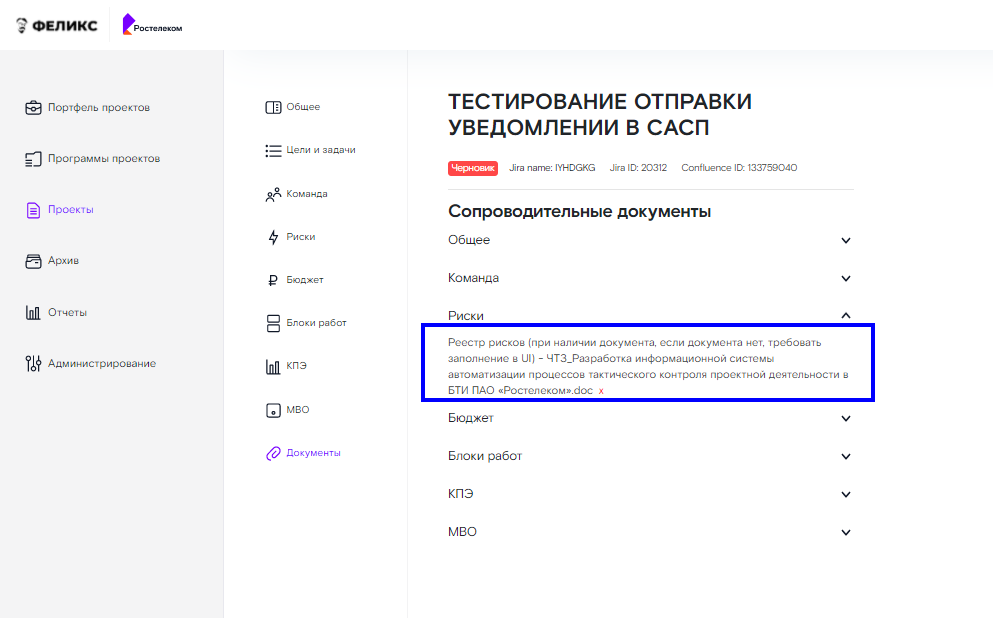 ФЕЛИКС
Ростелеком
Портфель проектов
Программы проектов
Проекты
Архив
Отчеты
Администрирование
Общее
Цели и задачи
Команда
Риски
Бюджет
Блоки работ
КПЭ
МВО
Документы
ТЕСТИРОВАНИЕ ОТПРАВКИ
УВЕДОМЛЕНИИ В САСП
Черновик Jira name: IYHDGKG Jira ID: 20312 Confluence ID: 133759040
Сопроводительные документы
Общее
Команда
Риски
Реестр рисков (при наличии документа, если документа нет, требовать
заполнение в UI) - ЧТЗ_Разработка информационной системы
автоматизации процессов тактического контроля проектной деятельности в
БТИ ПАО «Ростелеком».doc x
Бюджет
Блоки работ
КПЭ
МВО